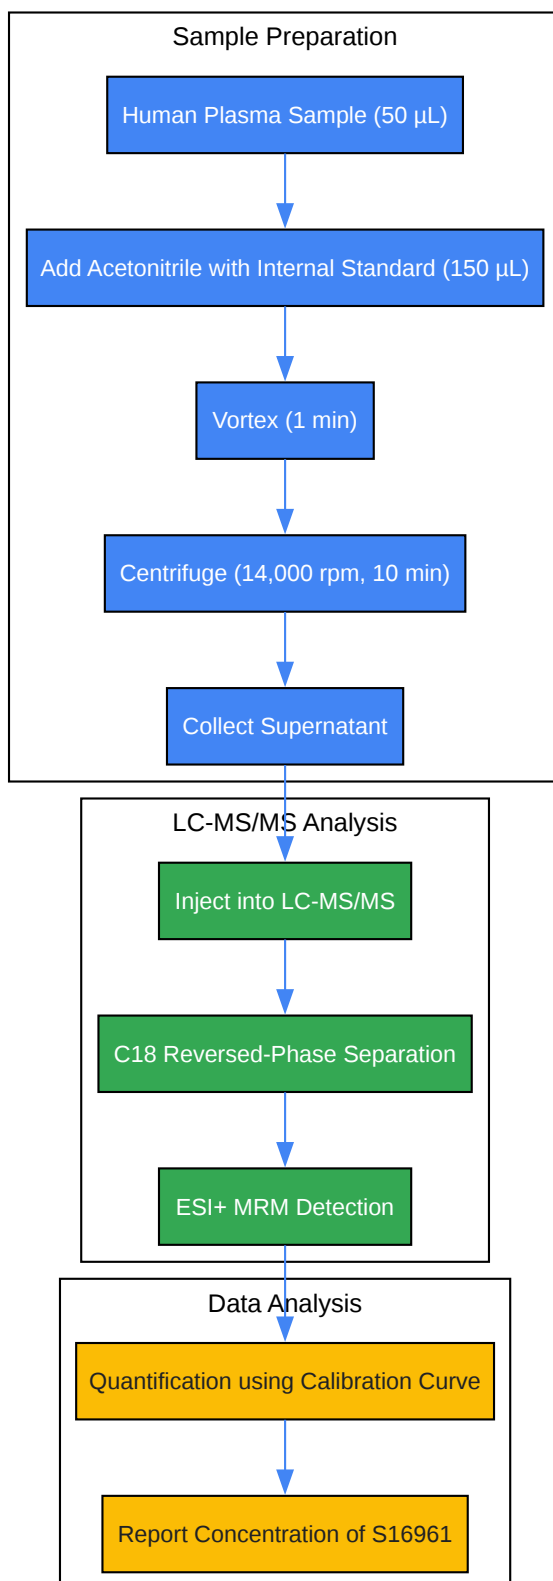 Sample Preparation
Human Plasma Sample (50 µL)
Add Acetonitrile with Internal Standard (150 µL)
Vortex (1 min)
Centrifuge (14,000 rpm, 10 min)
Collect Supernatant
LC-MS/MS Analysis
Inject into LC-MS/MS
C18 Reversed-Phase Separation
ESI+ MRM Detection
Data Analysis
Quantification using Calibration Curve
Report Concentration of S16961